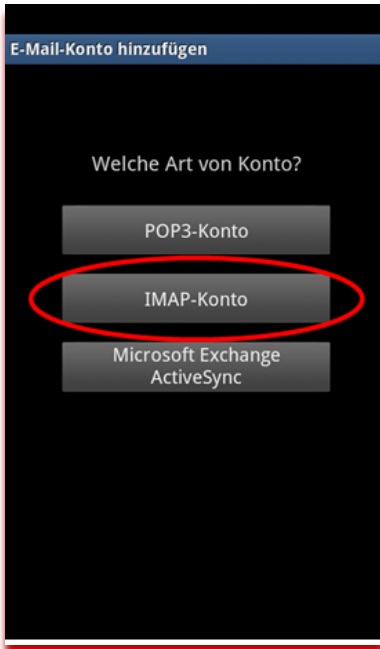 E-Mail-Konto hinzufügen
Welche Art von Konto?
POP3-Konto
IMAP-Konto
Microsoft Exchange
ActiveSync